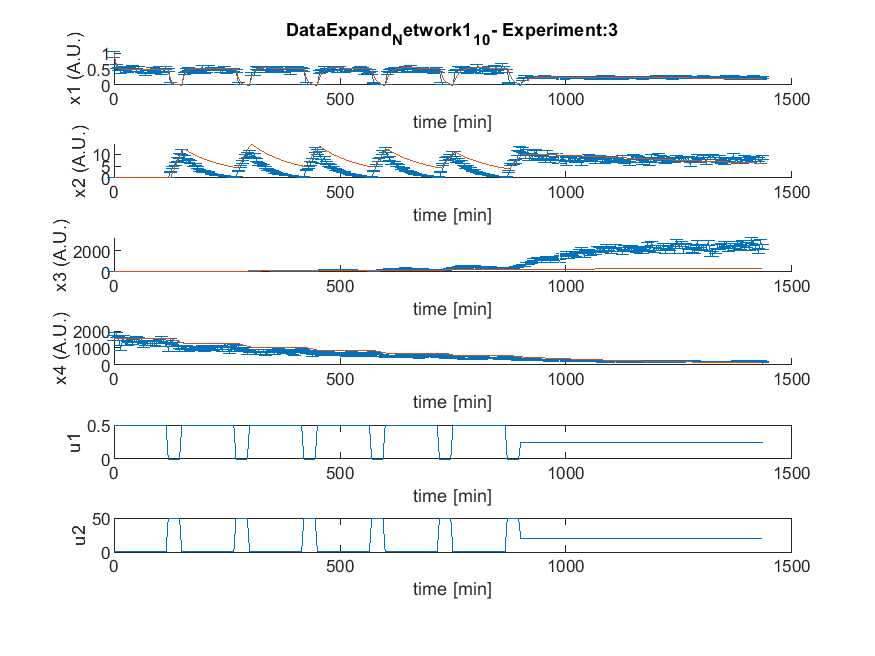 DataExpand_Network1_10- Experiment:3
1
0.5
0
x1 (A.U.)
0 500 1000 1500
time [min]
10
5
0
x2 (A.U.)
0 500 1000 1500
time [min]
2000
0
x3 (A.U.)
0 500 1000 1500
time [min]
2000
1000
0
x4 (A.U.)
0 500 1000 1500
time [min]
0.5
0
u1
0 500 1000 1500
time [min]
50
0
u2
0 500 1000 1500
time [min]